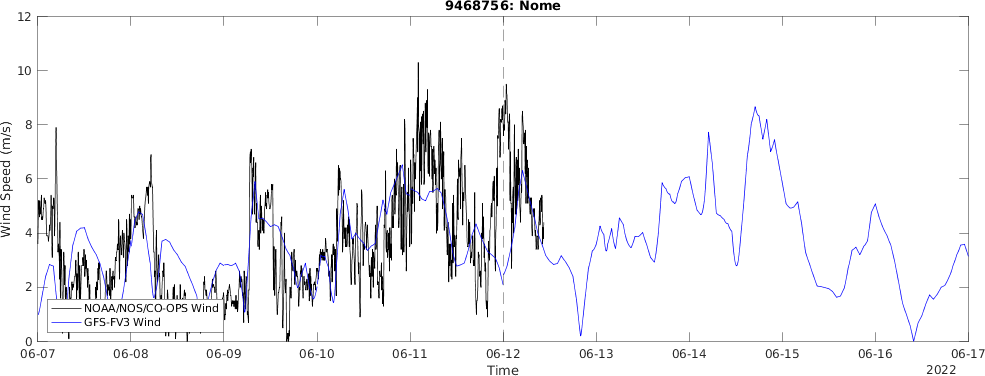 9468756: Nome
Wind Speed (m/s)
12
10
8
6
4
2
0
NOAA/NOS/CO-OPS Wind
GFS-FV3 Wind
06-07 06-08 06-09 06-10 06-11 06-12 06-13 06-14 06-15 06-16 06-17
Time
2022